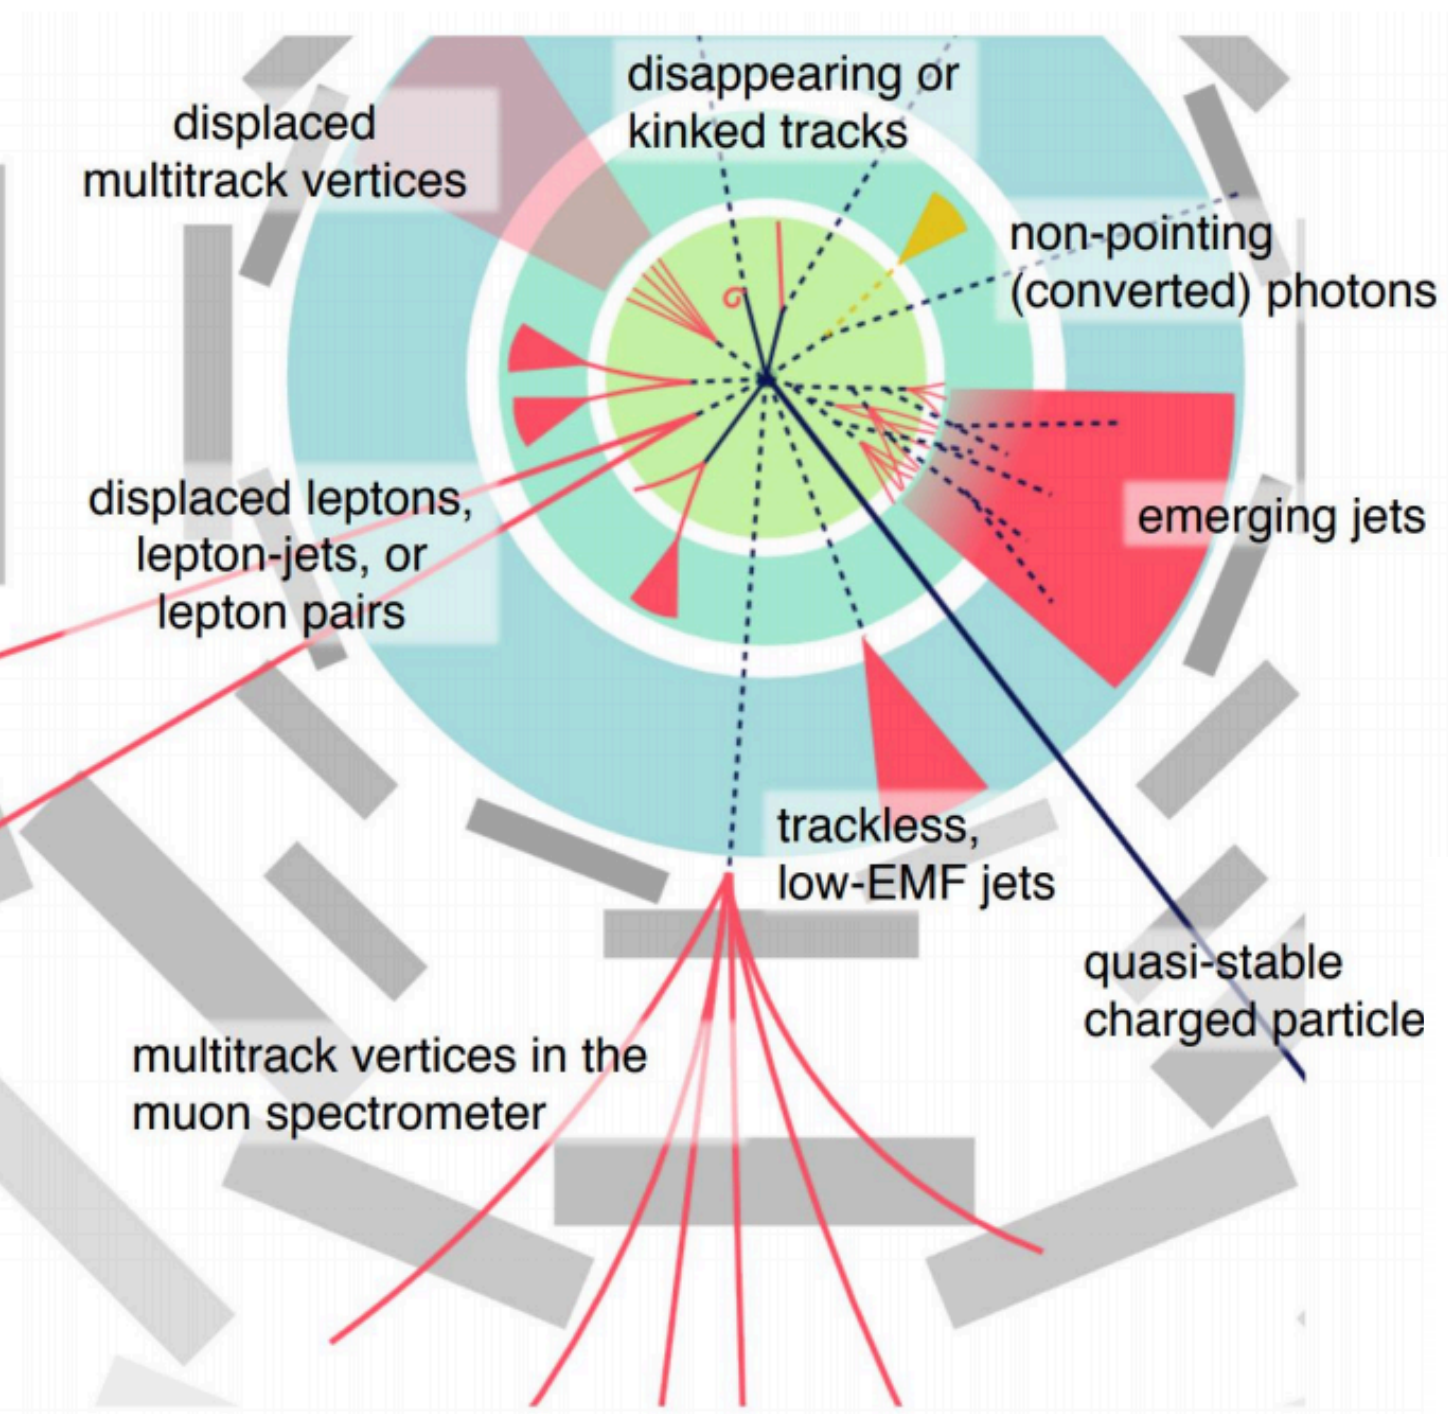 disappearing or
kinked tracks
displaced
multitrack vertices
non-pointing
(converted) photons
displaced leptons,
lepton-jets, or
lepton pairs
emerging jets
trackless,
low-EMF jets
quasi-stable
charged particle
multitrack vertices in the
muon spectrometer